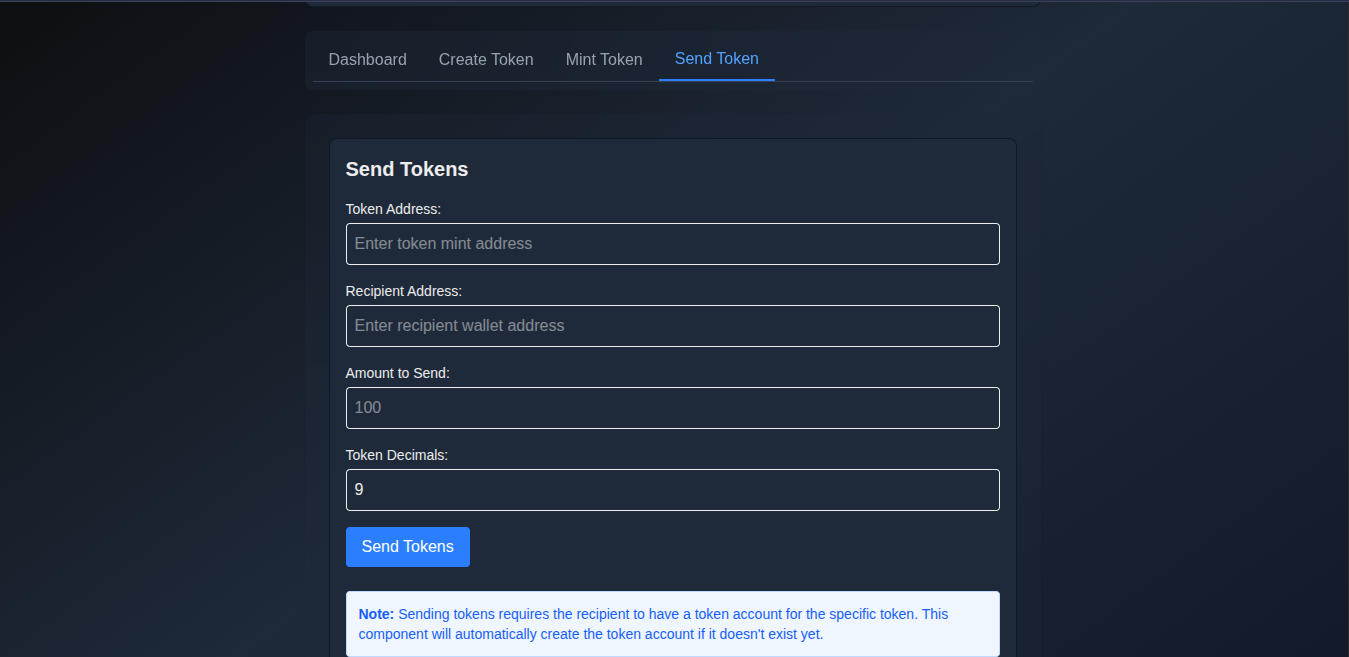 Dashboard Create Token Mint Token Send Token
Send Tokens
Token Address:
Enter token mint address
Recipient Address:
Enter recipient wallet address
Amount to Send:
100
Token Decimals:
9
Send Tokens
Note: Sending tokens requires the recipient to have a token account for the specific token. This
component will automatically create the token account if it doesn't exist yet.